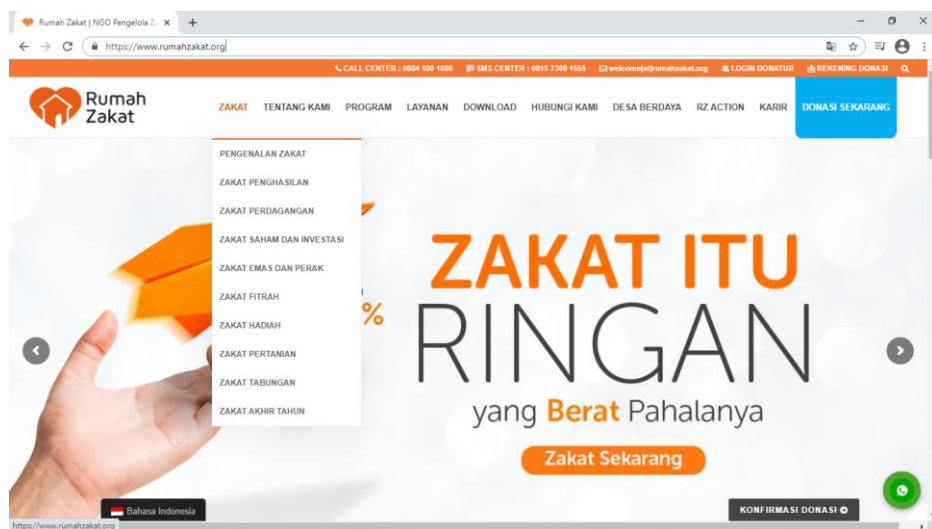 Rumah Zakat | NGO Pengelola Z
https://www.rumahzakat.org
CALL CENTER : 0804 100 1000 SMS CENTER : 0815 7300 1555 welcome[at]rumahzakat.org LOGIN DONATUR REKENING DONASI
Rumah
Zakat
ZAKAT TENTANG KAMI PROGRAM LAYANAN DOWNLOAD HUBUNGI KAMI DESA BERDAYA RZ ACTION KARIR DONASI SEKARANG
PENGENALAN ZAKAT
ZAKAT PENGHASILAN
ZAKAT PERDAGANGAN
ZAKAT SAHAM DAN INVESTASI
ZAKAT EMAS DAN PERAK
ZAKAT FITRAH
ZAKAT HADIAH
ZAKAT PERTANIAN
ZAKAT TABUNGAN
ZAKAT AKHIR TAHUN
%
ZAKAT ITU
RINGAN
yang Berat Pahalanya
Zakat Sekarang
Bahasa Indonesia
KONFIRMASI DONASI
https://www.rumahzakat.org